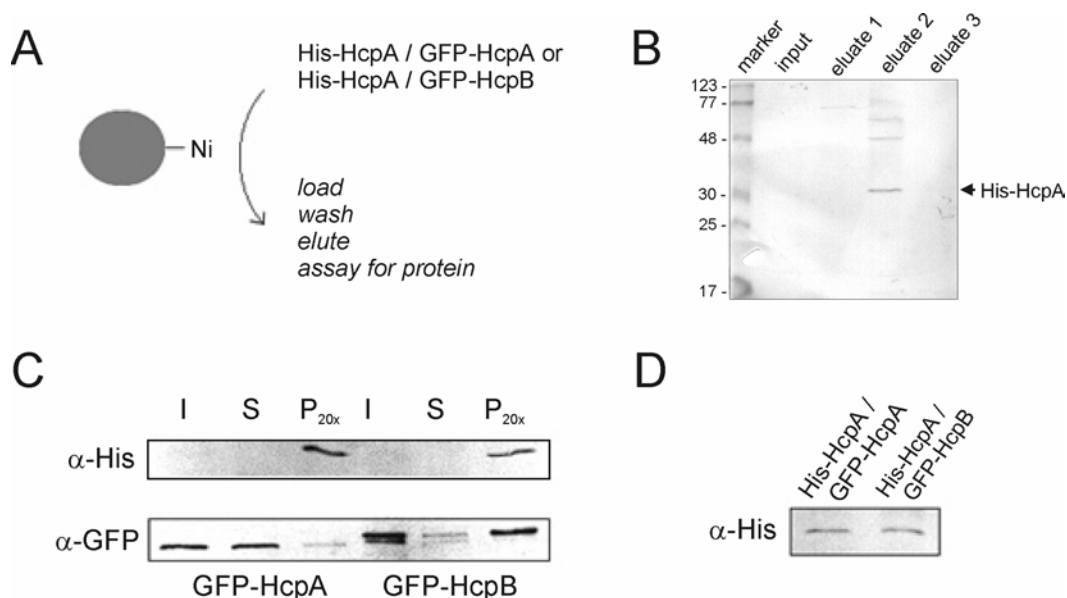 A
His-HcpA / GFP-HcpA or
His-HcpA / GFP-HcpB
Ni
load
wash
elute
assay for protein
B
marker
input
eluate 1
eluate 2
eluate 3
123 -
77 -
48 -
30 -
25 -
17 -
His-HcpA
C
I S P20x I S P20x
α-His
α-GFP
GFP-HcpA GFP-HcpB
D
His-HcpA /
GFP-HcpA
His-HcpA /
GFP-HcpB
α-His